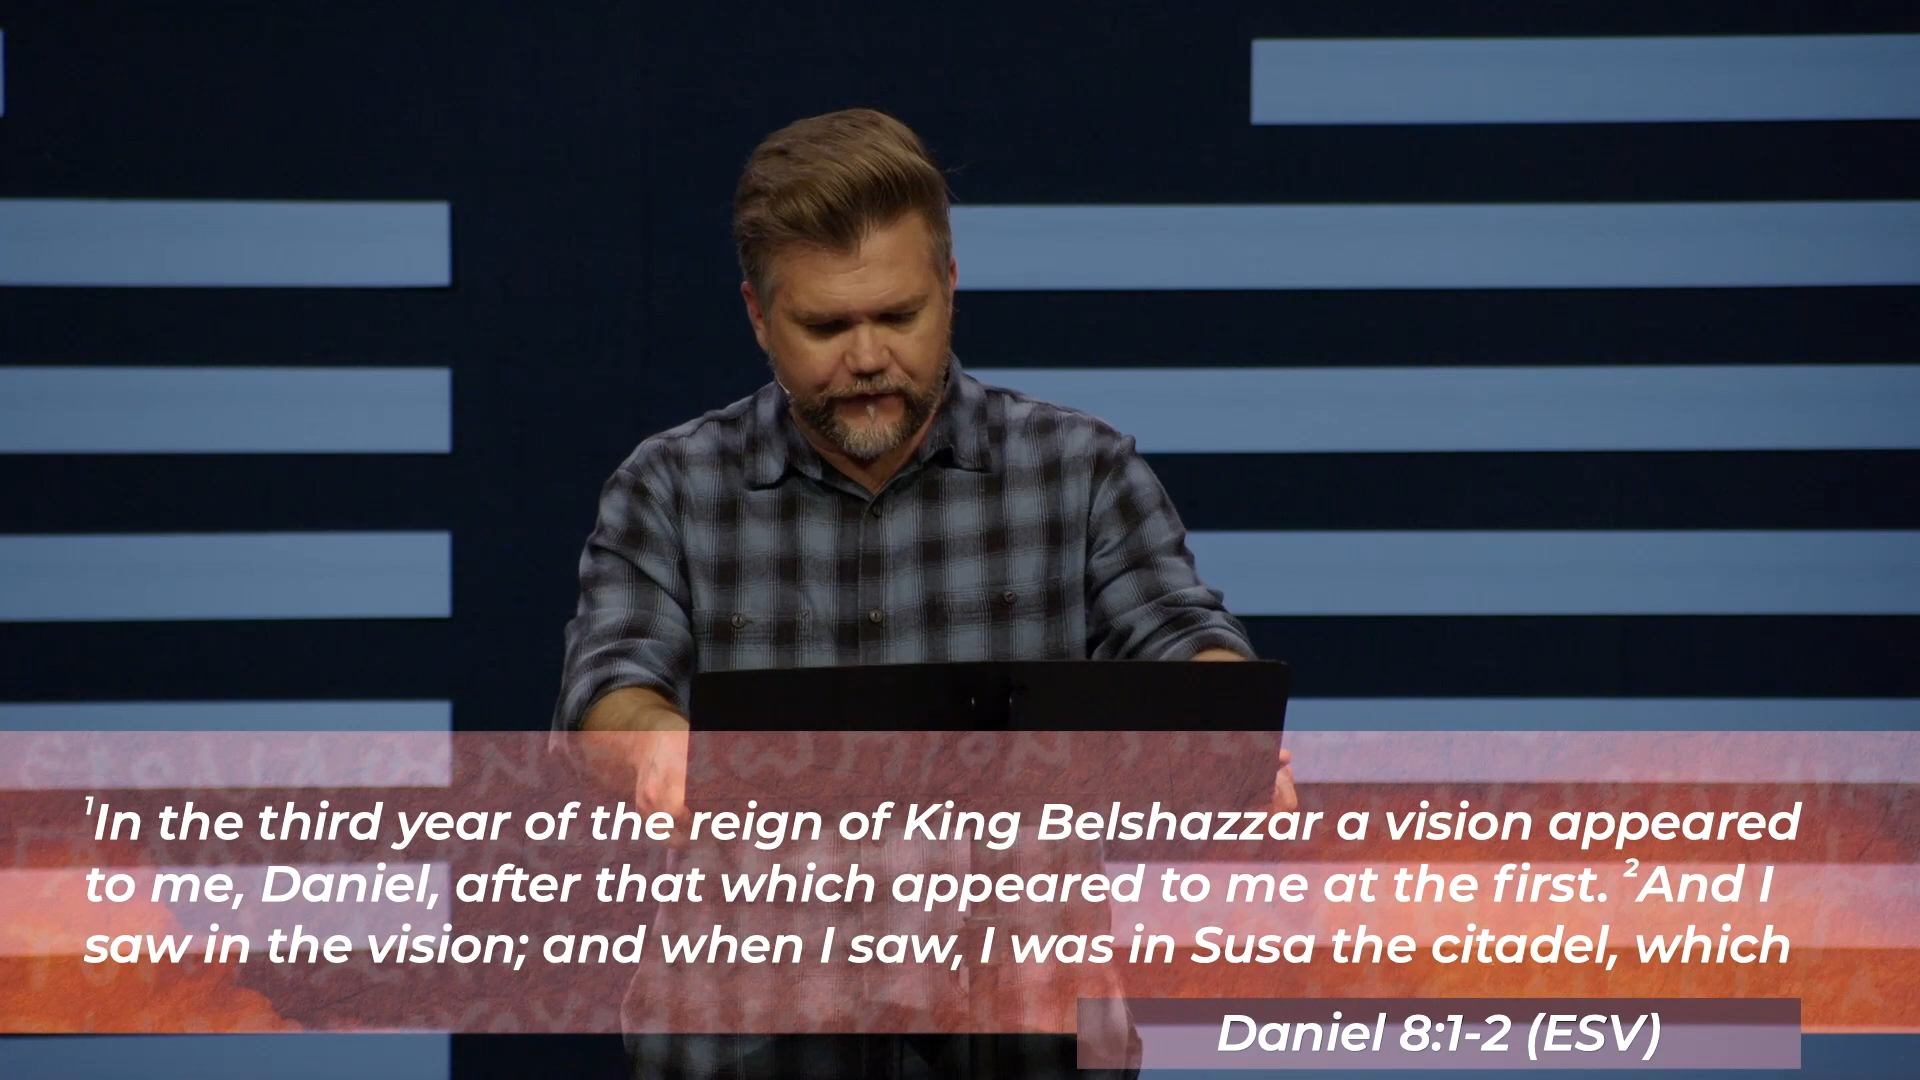 ¹In the third year of the reign of King Belshazzar a vision appeared
to me, Daniel, after that which appeared to me at the first. ²And I
saw in the vision; and when I saw, I was in Susa the citadel, which
Daniel 8:1-2 (ESV)